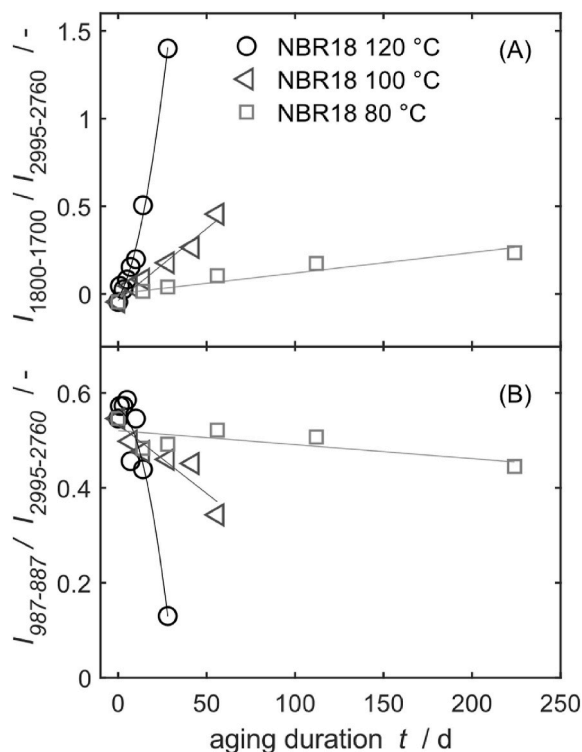 1.5
(A)
NBR18 120 °C
NBR18 100 °C
NBR18 80 °C
1
0.5
0
I1800-1700 / I2995-2760 / -
(B)
0.6
0.4
0.2
0
I987-887 / I2995-2760 / -
0 50 100 150 200 250
aging duration t / d